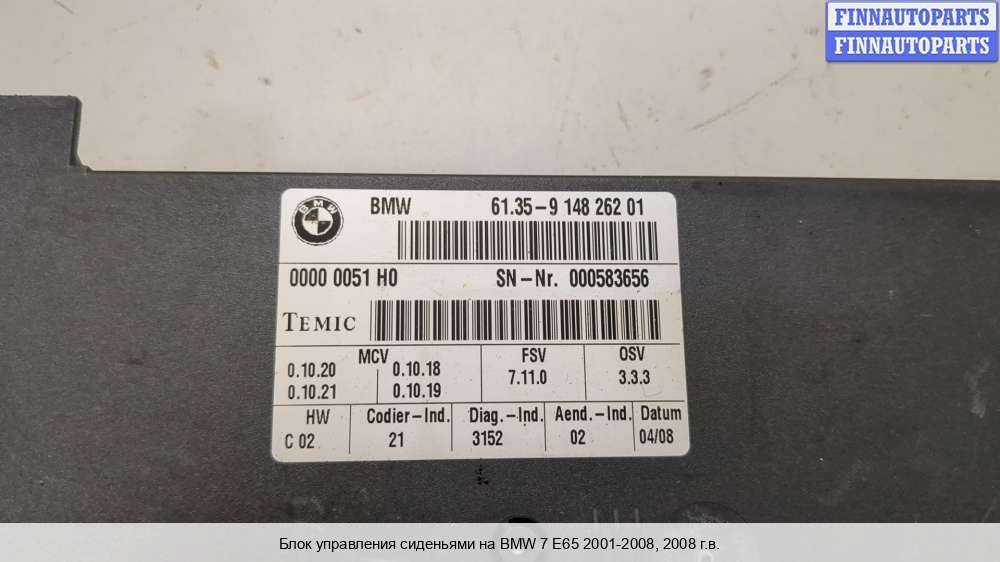 FINNAUTOPARTS
FINNAUTOPARTS
BMW
BMW 61.35-9 148 262 01
0000 0051 H0 SN-Nr. 000583656
TEMIC
MCV FSV OSV
0.10.20 0.10.18 7.11.0 3.3.3
0.10.21 0.10.19
HW Codier-Ind. Diag.-Ind. Aend.-Ind. Datum
C 02 21 3152 02 04/08
Блок управления сиденьями на BMW 7 E65 2001-2008, 2008 г.в.